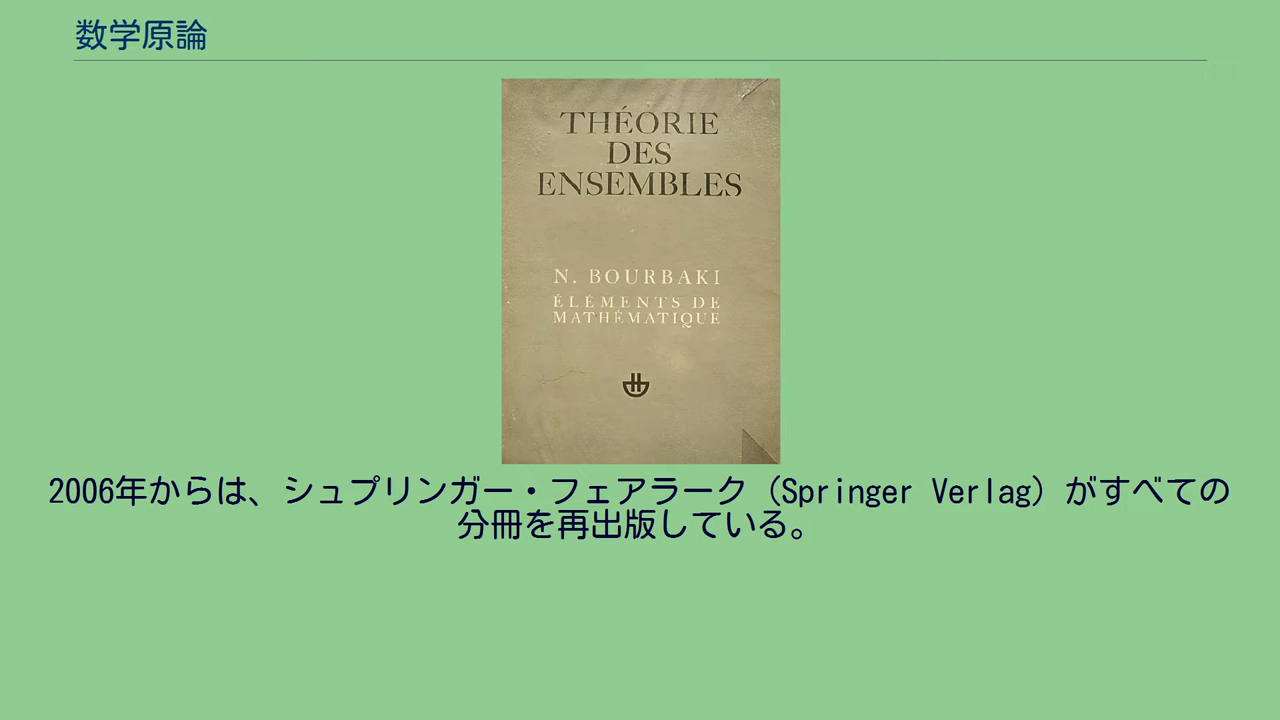 数学原論
THÉORIE
DES
ENSEMBLES
N. BOURBAKI
ÉLÉMENTS DE
MATHÉMATIQUE
2006年からは、シュプリンガー・フェアラーク（Springer Verlag）がすべての
分冊を再出版している。